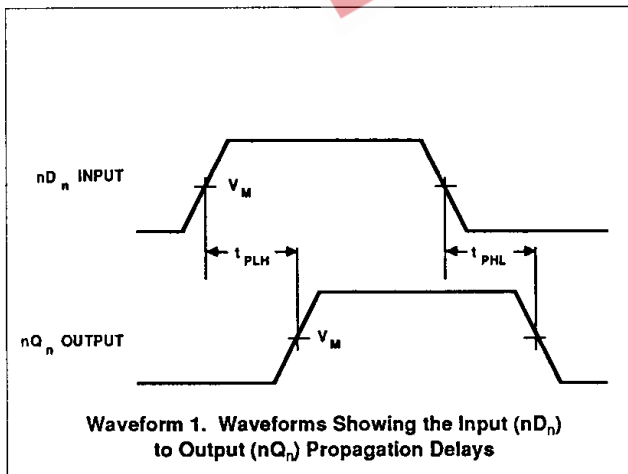 nDn INPUT
VM
tPLH
tPHL
nQn OUTPUT
VM
Waveform 1. Waveforms Showing the Input (nDn)
to Output (nQn) Propagation Delays